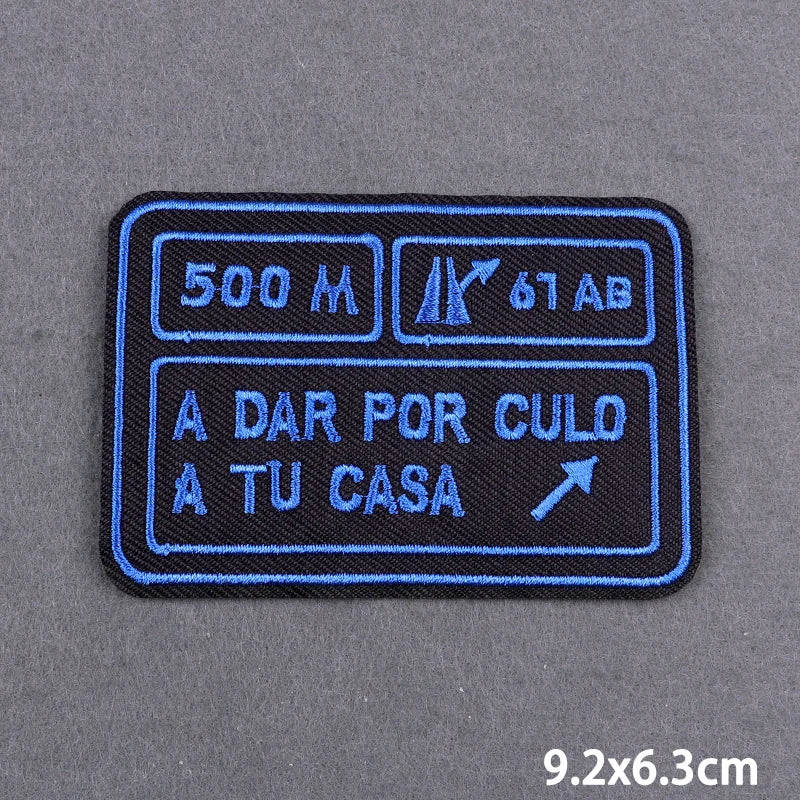 500 M
61 AB
A DAR POR CULO
A TU CASA
9.2x6.3cm